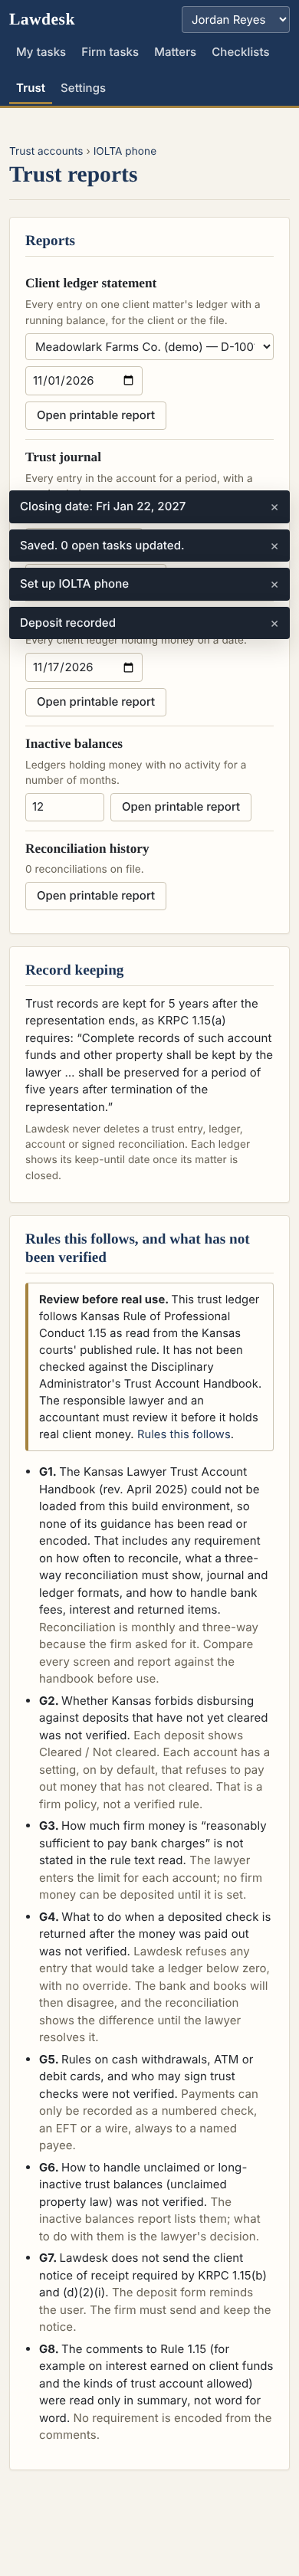 Lawdesk
Jordan Reyes
My tasks
Firm tasks
Matters
Checklists
Trust
Settings
Trust accounts › IOLTA phone
Trust reports
Reports
Client ledger statement
Every entry on one client matter's ledger with a
running balance, for the client or the file.
Meadowlark Farms Co. (demo) — D-100
11/01/2026
Open printable report
Trust journal
Every entry in the account for a period, with a
Closing date: Fri Jan 22, 2027 ×
Saved. 0 open tasks updated. ×
Set up IOLTA phone ×
Deposit recorded ×
Every client ledger holding money on a date.
11/17/2026
Open printable report
Inactive balances
Ledgers holding money with no activity for a
number of months.
12
Open printable report
Reconciliation history
0 reconciliations on file.
Open printable report
Record keeping
Trust records are kept for 5 years after the
representation ends, as KRPC 1.15(a)
requires: “Complete records of such account
funds and other property shall be kept by the
lawyer … shall be preserved for a period of
five years after termination of the
representation.”
Lawdesk never deletes a trust entry, ledger,
account or signed reconciliation. Each ledger
shows its keep-until date once its matter is
closed.
Rules this follows, and what has not
been verified
Review before real use. This trust ledger
follows Kansas Rule of Professional
Conduct 1.15 as read from the Kansas
courts' published rule. It has not been
checked against the Disciplinary
Administrator's Trust Account Handbook.
The responsible lawyer and an
accountant must review it before it holds
real client money. Rules this follows.
• G1. The Kansas Lawyer Trust Account
Handbook (rev. April 2025) could not be
loaded from this build environment, so
none of its guidance has been read or
encoded. That includes any requirement
on how often to reconcile, what a three-
way reconciliation must show, journal and
ledger formats, and how to handle bank
fees, interest and returned items.
Reconciliation is monthly and three-way
because the firm asked for it. Compare
every screen and report against the
handbook before use.
• G2. Whether Kansas forbids disbursing
against deposits that have not yet cleared
was not verified. Each deposit shows
Cleared / Not cleared. Each account has a
setting, on by default, that refuses to pay
out money that has not cleared. That is a
firm policy, not a verified rule.
• G3. How much firm money is “reasonably
sufficient to pay bank charges” is not
stated in the rule text read. The lawyer
enters the limit for each account; no firm
money can be deposited until it is set.
• G4. What to do when a deposited check is
returned after the money was paid out
was not verified. Lawdesk refuses any
entry that would take a ledger below zero,
with no override. The bank and books will
then disagree, and the reconciliation
shows the difference until the lawyer
resolves it.
• G5. Rules on cash withdrawals, ATM or
debit cards, and who may sign trust
checks were not verified. Payments can
only be recorded as a numbered check,
an EFT or a wire, always to a named
payee.
• G6. How to handle unclaimed or long-
inactive trust balances (unclaimed
property law) was not verified. The
inactive balances report lists them; what
to do with them is the lawyer's decision.
• G7. Lawdesk does not send the client
notice of receipt required by KRPC 1.15(b)
and (d)(2)(i). The deposit form reminds
the user. The firm must send and keep the
notice.
• G8. The comments to Rule 1.15 (for
example on interest earned on client funds
and the kinds of trust account allowed)
were read only in summary, not word for
word. No requirement is encoded from the
comments.